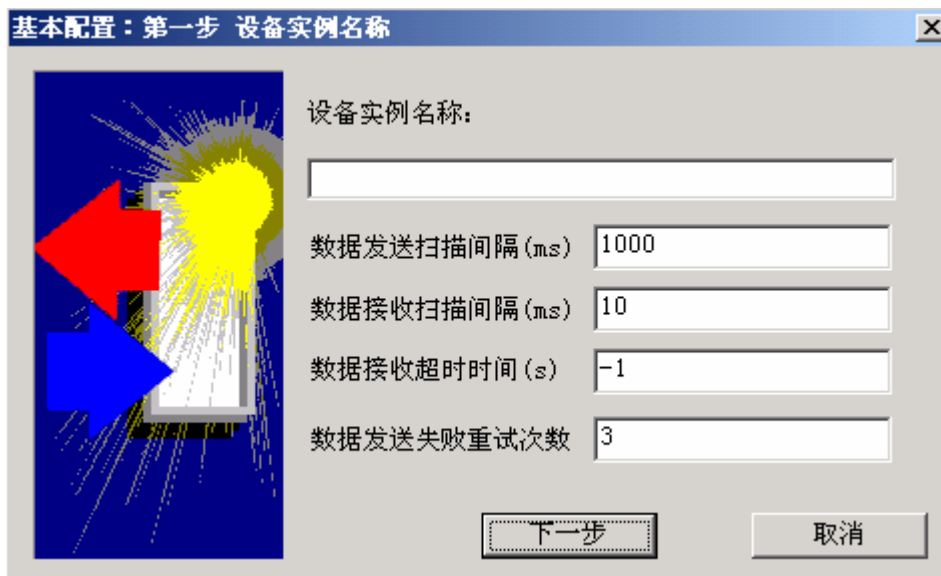 基本配置：第一步 设备实例名称
设备实例名称：
数据发送扫描间隔(ms) 1000
数据接收扫描间隔(ms) 10
数据接收超时时间(s) -1
数据发送失败重试次数 3
下一步 取消